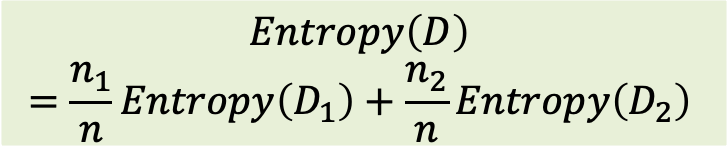 Entropy(D)
= n₁/n Entropy(D₁) + n₂/n Entropy(D₂)